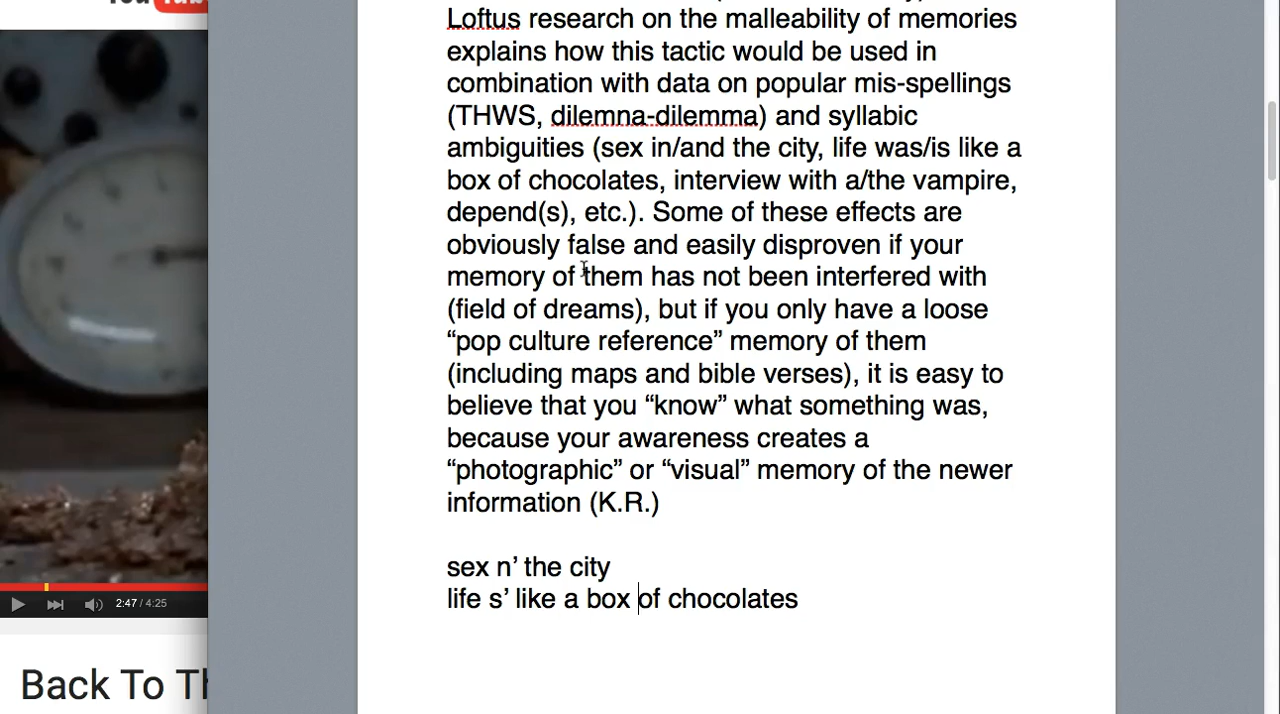 Loftus research on the malleability of memories
explains how this tactic would be used in
combination with data on popular mis-spellings
(THWS, dilemna-dilemma) and syllabic
ambiguities (sex in/and the city, life was/is like a
box of chocolates, interview with a/the vampire,
depend(s), etc.). Some of these effects are
obviously false and easily disproven if your
memory of them has not been interfered with
(field of dreams), but if you only have a loose
“pop culture reference” memory of them
(including maps and bible verses), it is easy to
believe that you “know” what something was,
because your awareness creates a
“photographic” or “visual” memory of the newer
information (K.R.)
sex n’ the city
life s’ like a box of chocolates
2:47 / 4:25
Back To Th